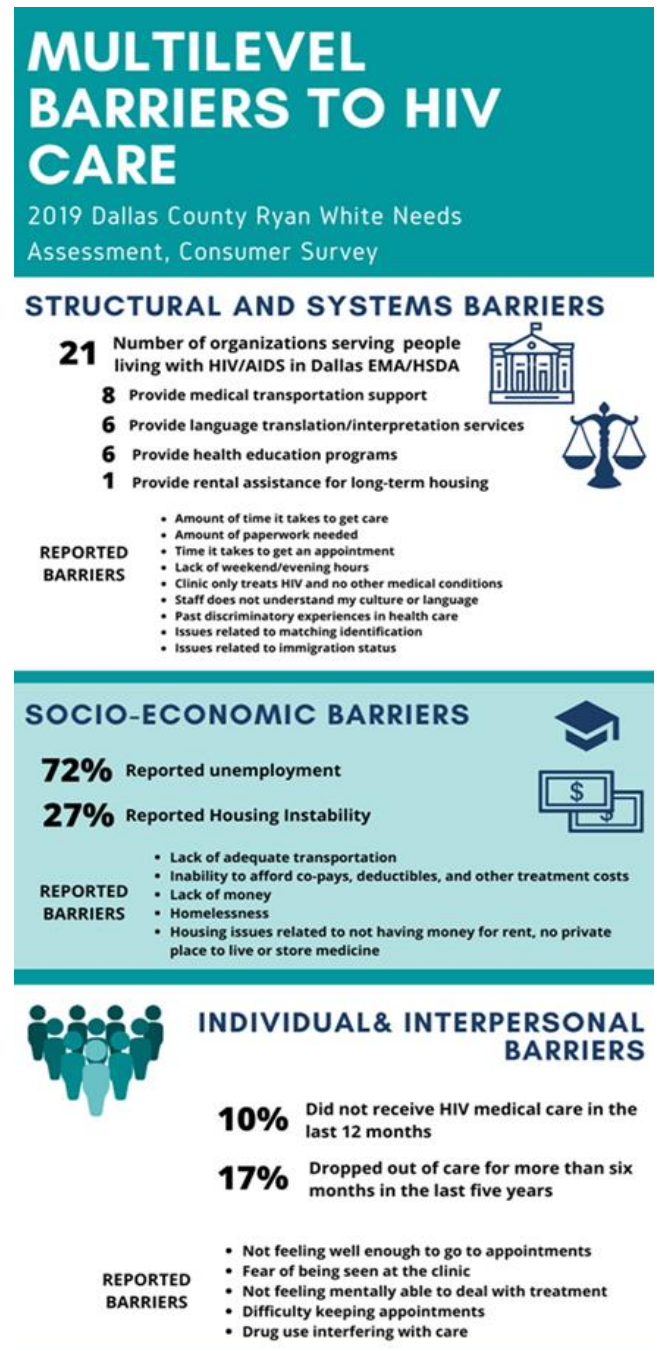 MULTILEVEL
BARRIERS TO HIV
CARE
2019 Dallas County Ryan White Needs
Assessment, Consumer Survey
STRUCTURAL AND SYSTEMS BARRIERS
21 Number of organizations serving people
living with HIV/AIDS in Dallas EMA/HSDA
8 Provide medical transportation support
6 Provide language translation/interpretation services
6 Provide health education programs
1 Provide rental assistance for long-term housing
REPORTED
BARRIERS
• Amount of time it takes to get care
• Amount of paperwork needed
• Time it takes to get an appointment
• Lack of weekend/evening hours
• Clinic only treats HIV and no other medical conditions
• Staff does not understand my culture or language
• Past discriminatory experiences in health care
• Issues related to matching identification
• Issues related to immigration status
SOCIO-ECONOMIC BARRIERS
$
$
72% Reported unemployment
27% Reported Housing Instability
REPORTED
BARRIERS
• Lack of adequate transportation
• Inability to afford co-pays, deductibles, and other treatment costs
• Lack of money
• Homelessness
• Housing issues related to not having money for rent, no private
place to live or store medicine
INDIVIDUAL& INTERPERSONAL
BARRIERS
10% Did not receive HIV medical care in the
last 12 months
17% Dropped out of care for more than six
months in the last five years
REPORTED
BARRIERS
• Not feeling well enough to go to appointments
• Fear of being seen at the clinic
• Not feeling mentally able to deal with treatment
• Difficulty keeping appointments
• Drug use interfering with care